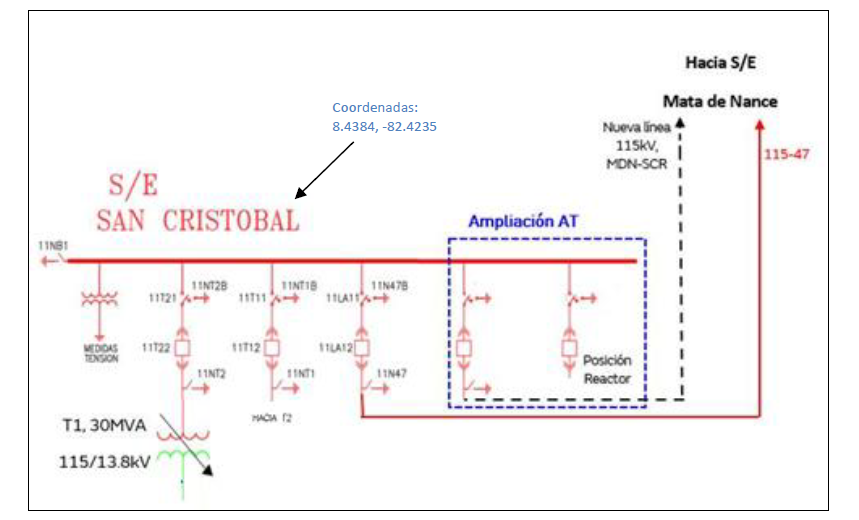 Hacia S/E
Mata de Nance
Coordenadas:
8.4384, -82.4235
Nueva línea
115kV,
MDN-SCR
115-47
S/E
SAN CRISTOBAL
Ampliación AT
11NB1
11NT2B
11NT1B
11N47B
11T21
11T11
11LA11
MEDIDAS
TENSION
11T22
11T12
11LA12
Posición
Reactor
11NT2
11NT1
11N47
HACIA T2
T1, 30MVA
115/13.8kV